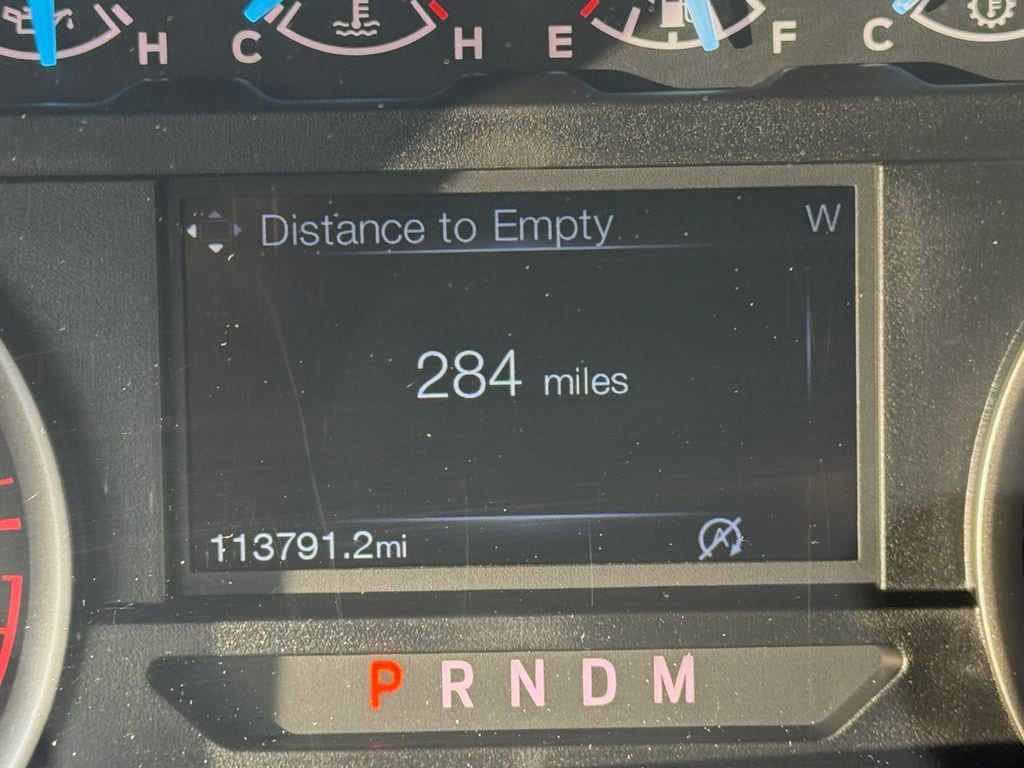 H C H E F C
Distance to Empty W
284 miles
113791.2mi
P R N D M